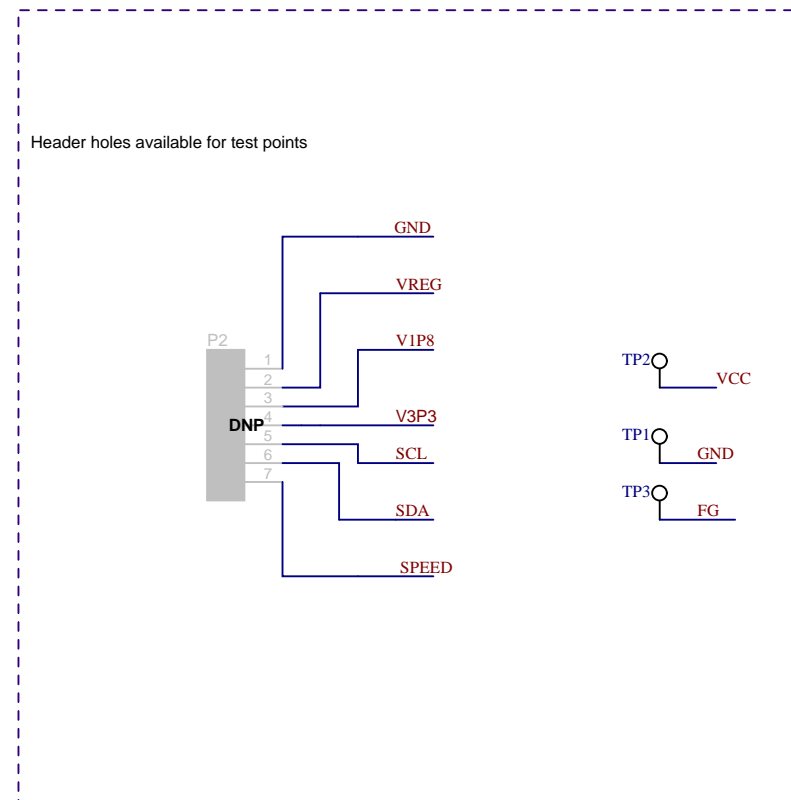 Header holes available for test points
GND
VREG
P2
V1P8
1
2
3
4
5
6
7
DNP
V3P3
SCL
SDA
SPEED
TP2
VCC
TP1
GND
TP3
FG